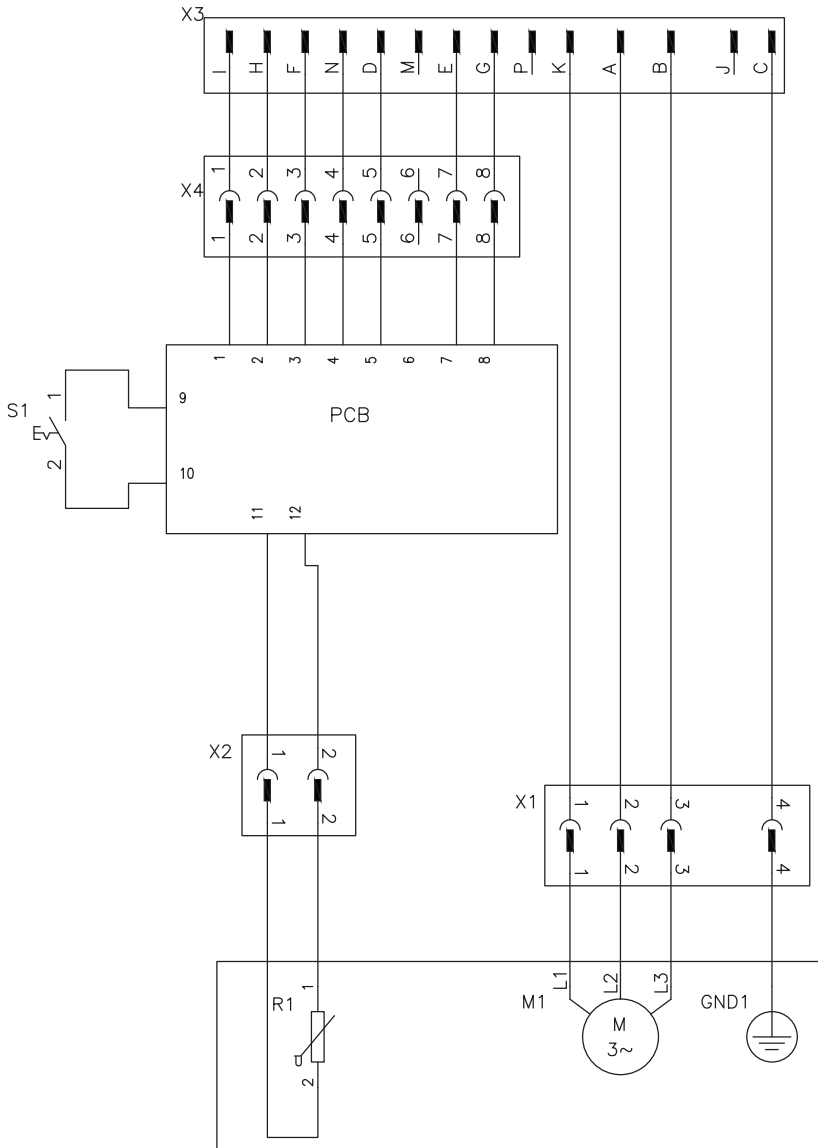 X3
I H F N D M E G P K A B J C
1 2 3 4 5 6 7 8
X4
1 2 3 4 5 6 7 8
1 2 3 4 5 6 7 8
S1
1
2
9
PCB
10
11 12
X2
1 2
1 2
X1
1 2 3 4
1 2 3 4
L1 L2 L3
R1
1
2
M1
M
3~
GND1